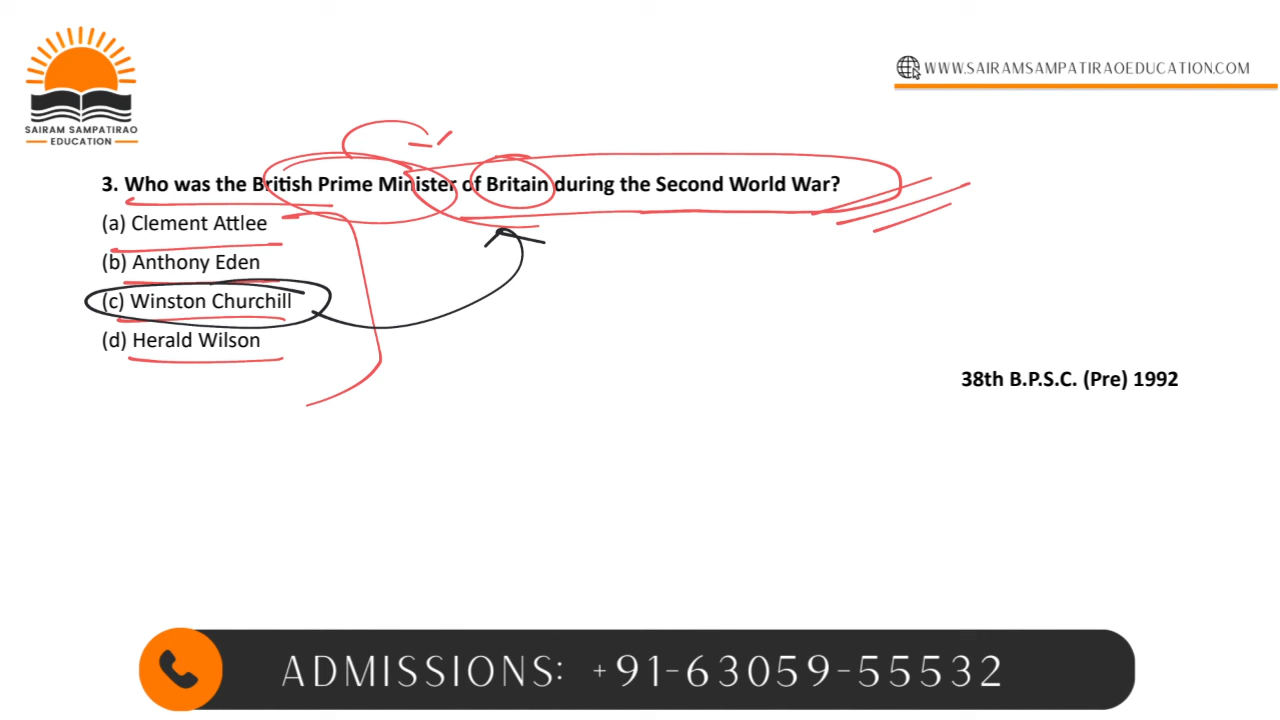 SAIRAM SAMPATIRAO
EDUCATION
WWW.SAIRAMSAMPATIRAOEDUCATION.COM
3. Who was the British Prime Minister of Britain during the Second World War?
(a) Clement Attlee
(b) Anthony Eden
(c) Winston Churchill
(d) Herald Wilson
38th B.P.S.C. (Pre) 1992
ADMISSIONS: +91-63059-55532